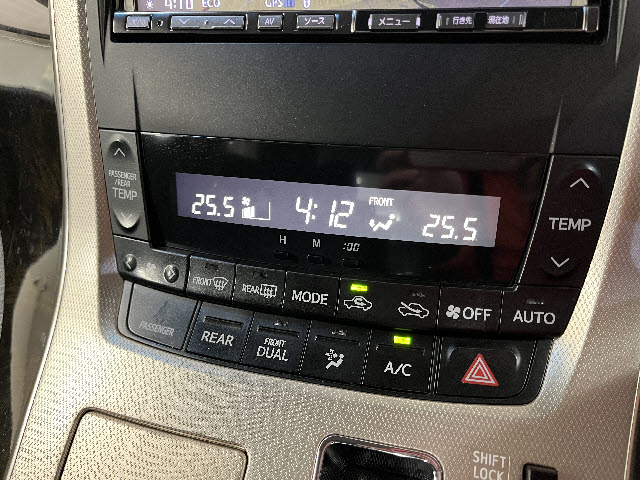 4:10 ECO GPS 0
AV ソース メニュー 行き先 現在地
PASSENGER
/REAR
TEMP
25.5 4:12 FRONT 25.5
TEMP
H M :00
FRONT REAR MODE OFF AUTO
PASSENGER REAR FRONT
DUAL A/C
SHIFT
LOCK